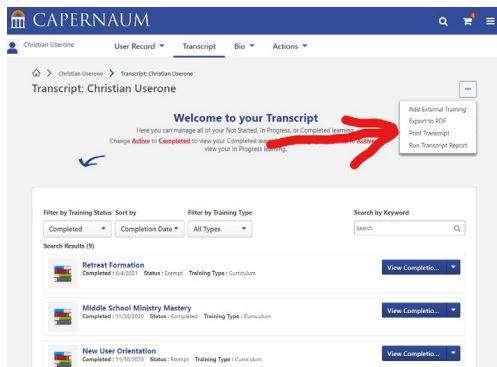 CAPERNAUM
Christian Userone
User Record
Transcript
Bio
Actions
Christian Userone
Transcript: Christian Userone
Transcript: Christian Userone
Add External Training
Export to PDF
Print Transcript
Run Transcript Report
Welcome to your Transcript
Here you can manage all of your Not Started, In Progress, or Completed learning.
Change Active to Completed to view your Completed
to Active
view your In Progress learning.
Filter by Training Status
Sort by
Filter by Training Type
Search by Keyword
Completed
Completion Date
All Types
Search
Search Results (9)
Retreat Formation
Completed : 6/4/2021 Status : Exempt Training Type : Curriculum
View Completio...
Middle School Ministry Mastery
Completed : 11/30/2020 Status : Completed Training Type : Curriculum
View Completio...
New User Orientation
Completed : 11/30/2020 Status : Exempt Training Type : Curriculum
View Completio...